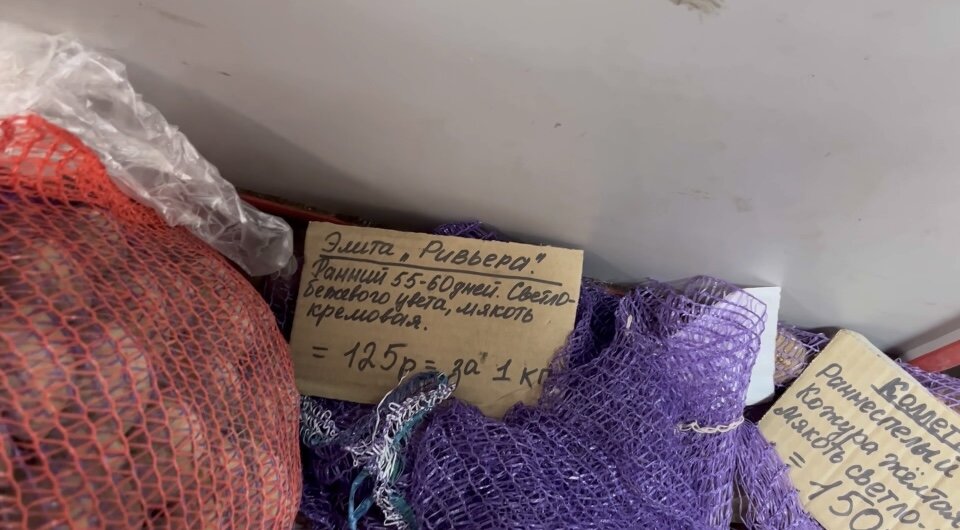 Элита „Ривьера".
Ранний 55-60 дней. Светло-
бежевого цвета, мякоть
кремовая.
= 125р = за 1 кг
Раннеспелый
Кожура жёлтая
Мякоть светло-
= 150